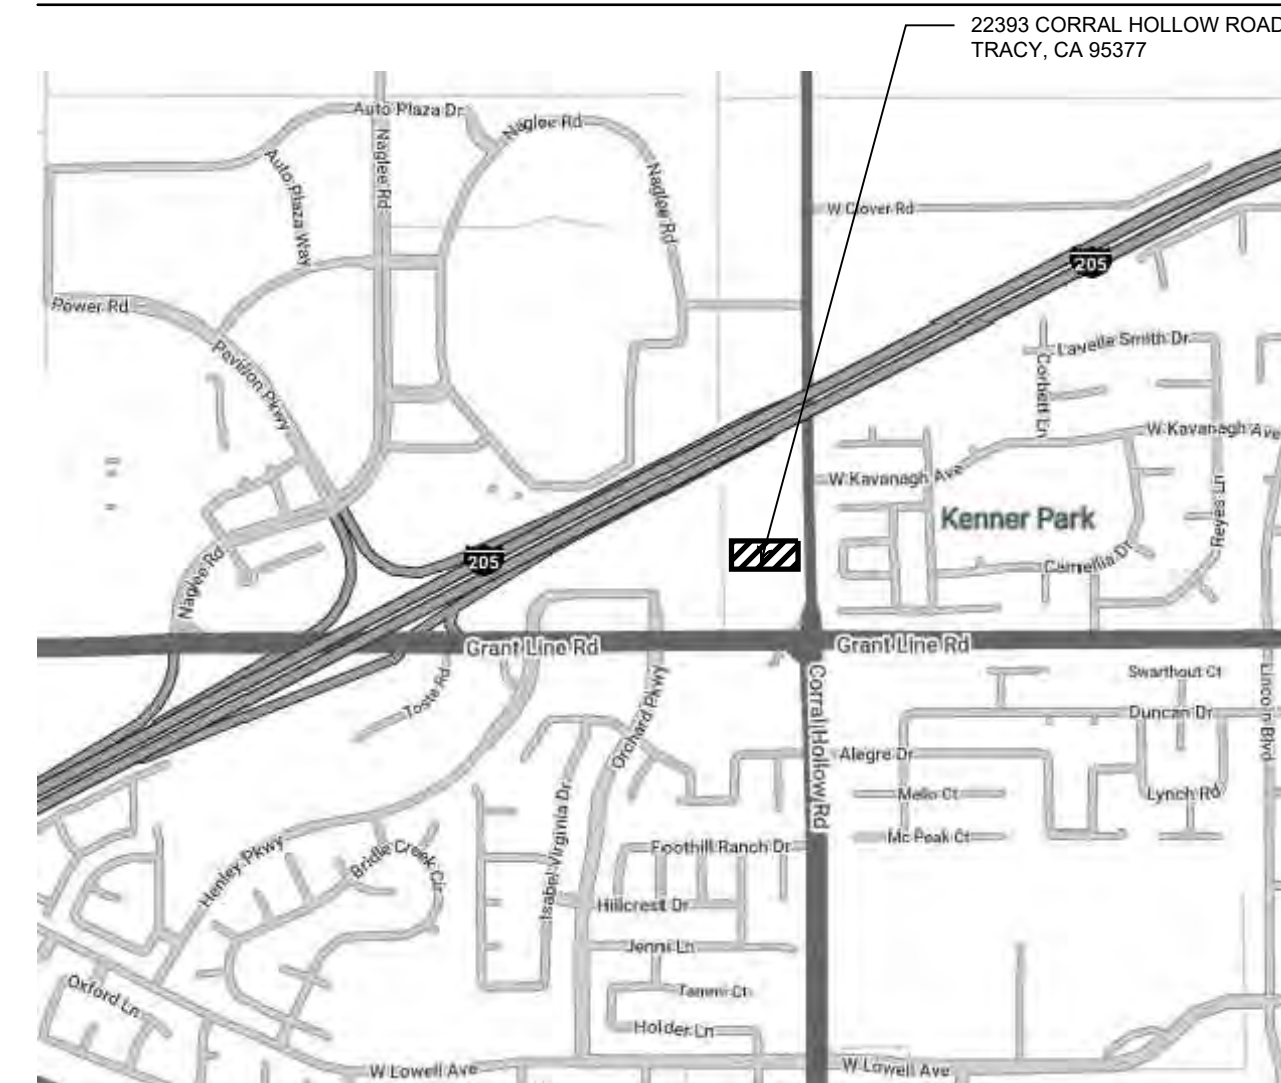 22393 CORRAL HOLLOW ROAD
TRACY, CA 95377
Auto Plaza Dr
Naglee Rd
Naglee Rd
Auto Plaza Way
Naglee Rd
W Clover Rd
205
Power Rd
Pavilion Pkwy
Lavelle Smith Dr
Corbett Ln
W Kavanagh Ave
W Kavanagh Ave
Reyes Ln
Kenner Park
205
Camellia Dr
Naglee Rd
Grant Line Rd
Grant Line Rd
Toste Rd
Orchard Pkwy
Corral Hollow Rd
Swarthout Ct
Duncan Dr
Lincoln Blvd
Alegre Dr
Mello Ct
Lynch Rd
Mc Peak Ct
Isabel Virginia Dr
Foothill Ranch Dr
Henley Pkwy
Bridle Creek Cir
Hillcrest Dr
Jenni Ln
Tammi Ct
Oxford Ln
Holder Ln
W Lowell Ave
W Lowell Ave